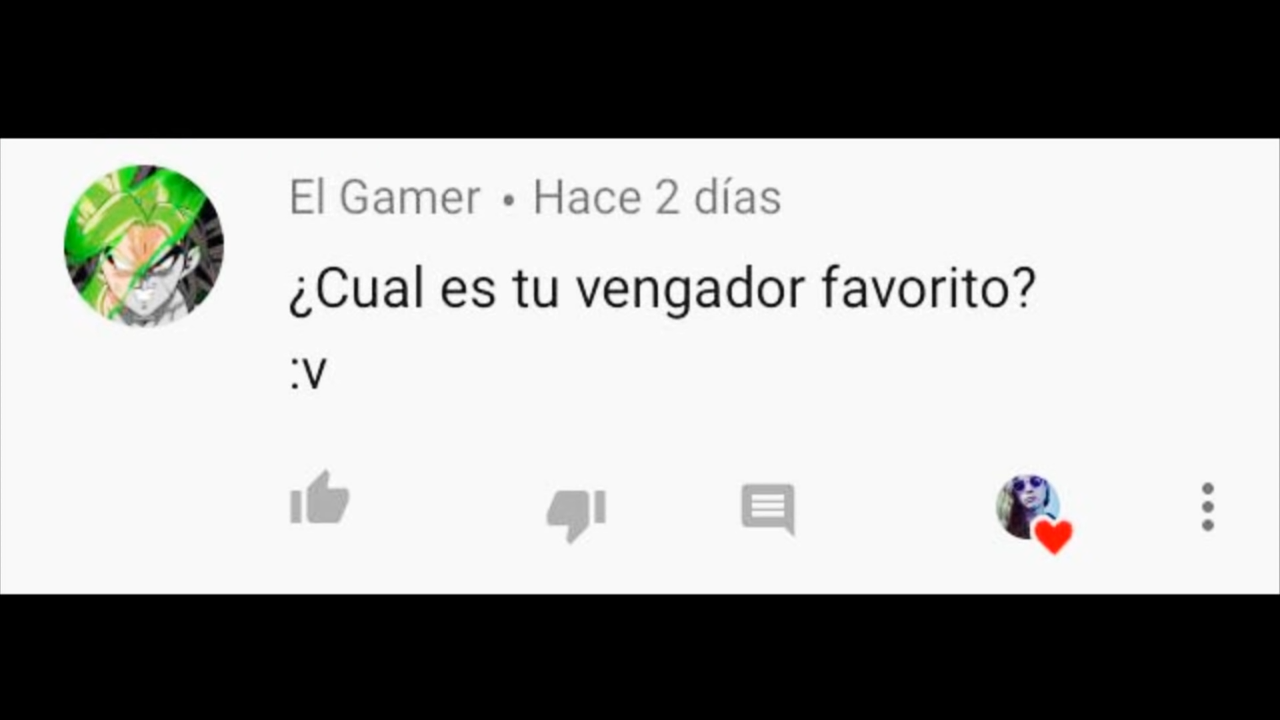 El Gamer • Hace 2 días
¿Cual es tu vengador favorito?
:v